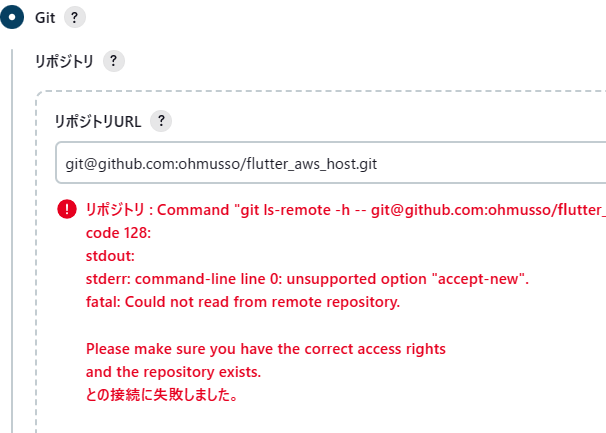 Git ?
リポジトリ ?
リポジトリURL ?
git@github.com:ohmusso/flutter_aws_host.git
! リポジトリ : Command "git ls-remote -h -- git@github.com:ohmusso/flutter_
code 128:
stdout:
stderr: command-line line 0: unsupported option "accept-new".
fatal: Could not read from remote repository.
Please make sure you have the correct access rights
and the repository exists.
との接続に失敗しました。